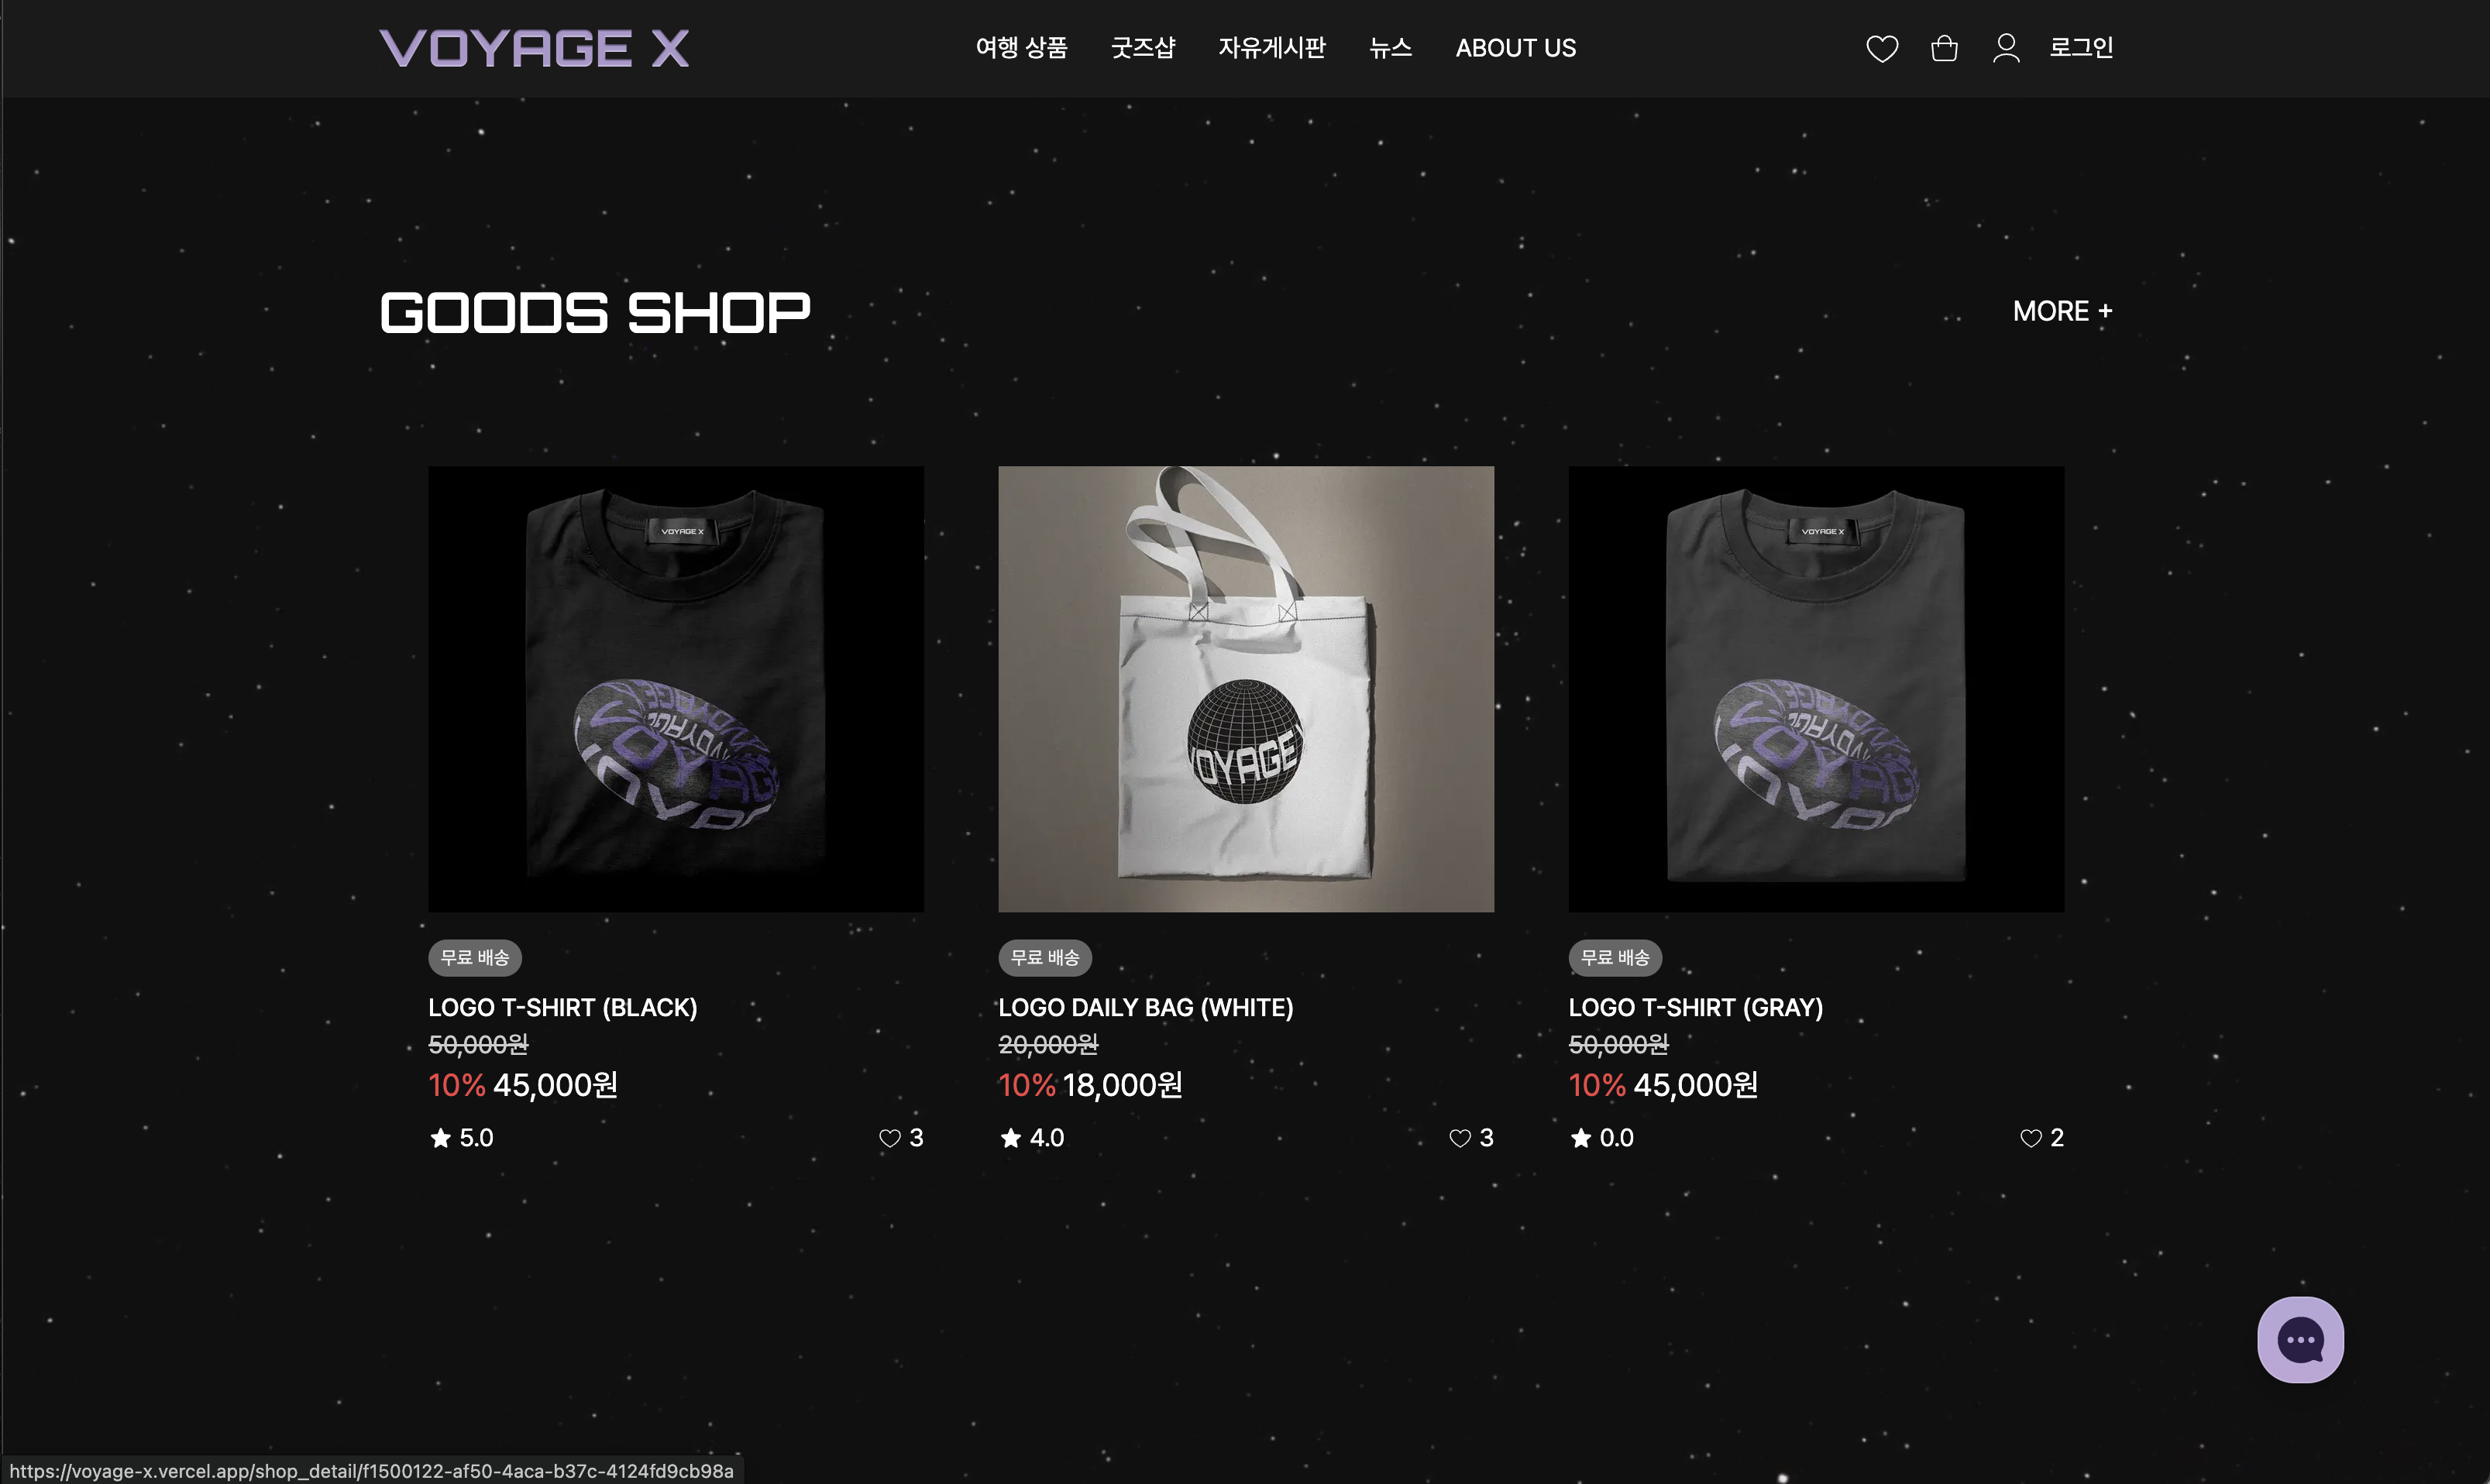 VOYAGE X
여행 상품 굿즈샵 자유게시판 뉴스 ABOUT US
로그인
GOODS SHOP
MORE +
VOYAGE X
VOYAGE
VOYAGE X
무료 배송
LOGO T-SHIRT (BLACK)
50,000원
10% 45,000원
5.0
3
무료 배송
LOGO DAILY BAG (WHITE)
20,000원
10% 18,000원
4.0
3
무료 배송
LOGO T-SHIRT (GRAY)
50,000원
10% 45,000원
0.0
2
https://voyage-x.vercel.app/shop_detail/f1500122-af50-4aca-b37c-4124fd9cb98a